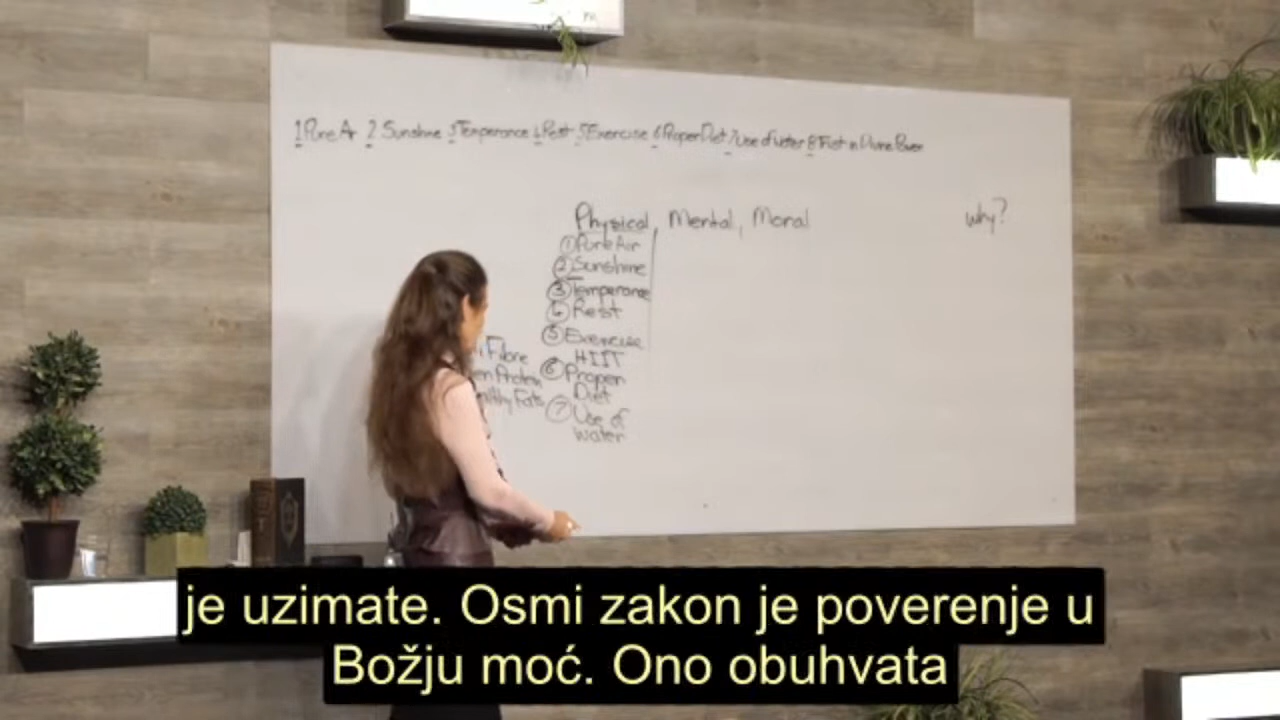 1 Pure Air 2 Sunshine 3 Temperance 4 Rest 5 Exercise 6 Proper Diet 7 Use of Water 8 Trust in Divine Power
Physical, Mental, Moral
why?
① Pure Air
② Sunshine
③ Temperance
④ Rest
⑤ Exercise
HIIT
Fibre
⑥ Proper
Protein
Diet
Fats
⑦ Use of
Water
je uzimate. Osmi zakon je poverenje u
Božju moć. Ono obuhvata